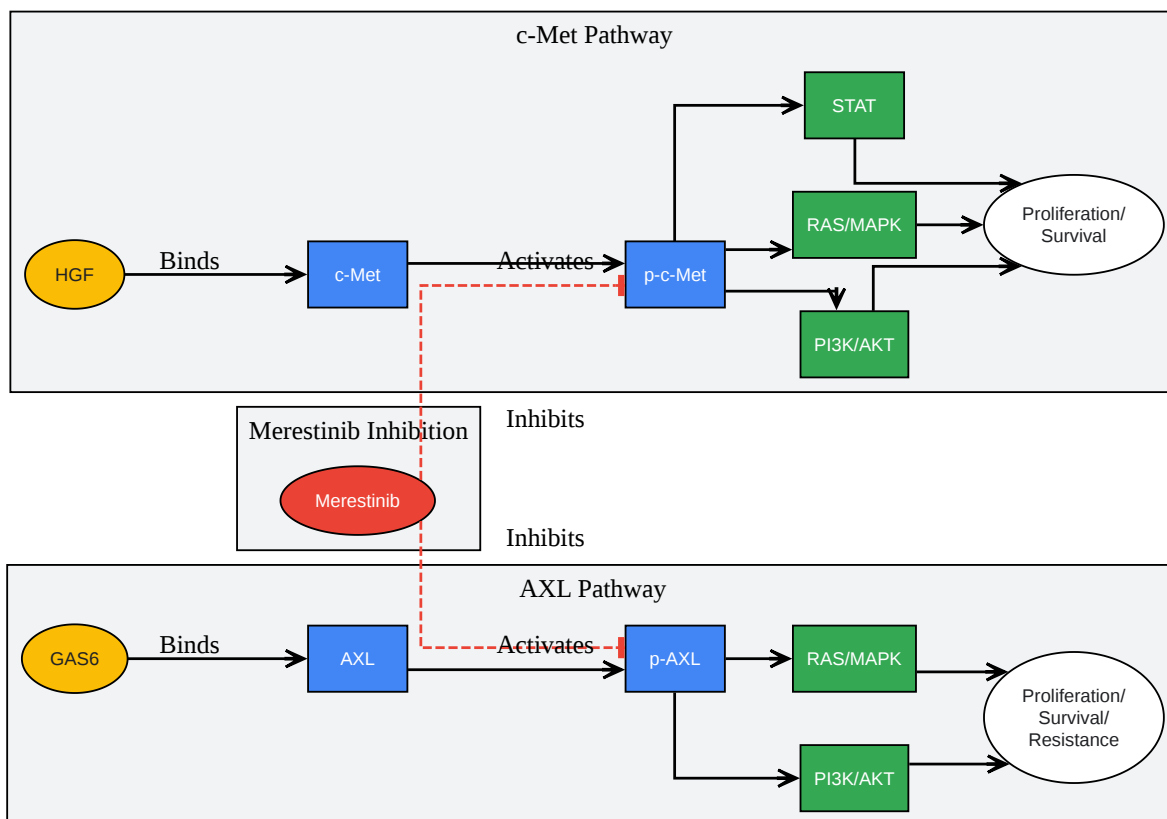 c-Met Pathway
STAT
RAS/MAPK
Proliferation/
Survival
HGF
Binds
c-Met
Activates
p-c-Met
PI3K/AKT
Inhibits
Merestinib Inhibition
Merestinib
Inhibits
AXL Pathway
GAS6
Binds
AXL
Activates
p-AXL
RAS/MAPK
Proliferation/
Survival/
Resistance
PI3K/AKT